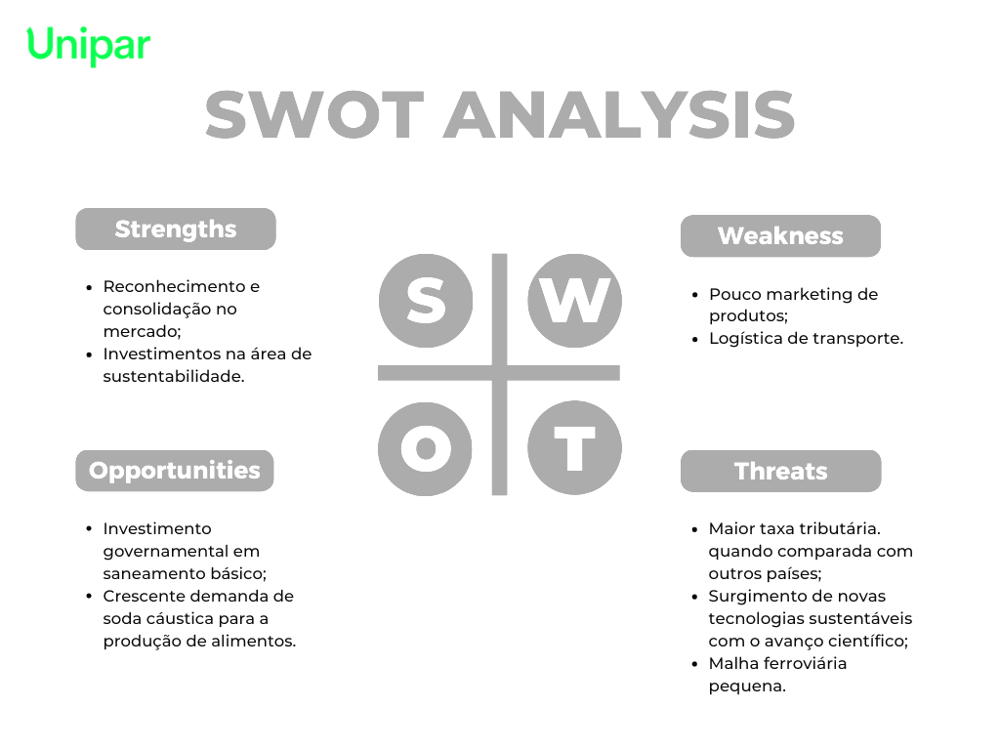 Unipar
SWOT ANALYSIS
Strengths
• Reconhecimento e
consolidação no
mercado;
• Investimentos na área de
sustentabilidade.
Weakness
• Pouco marketing de
produtos;
• Logística de transporte.
S
W
O
T
Opportunities
• Investimento
governamental em
saneamento básico;
• Crescente demanda de
soda cáustica para a
produção de alimentos.
Threats
• Maior taxa tributária.
quando comparada com
outros países;
• Surgimento de novas
tecnologias sustentáveis
com o avanço científico;
• Malha ferroviária
pequena.